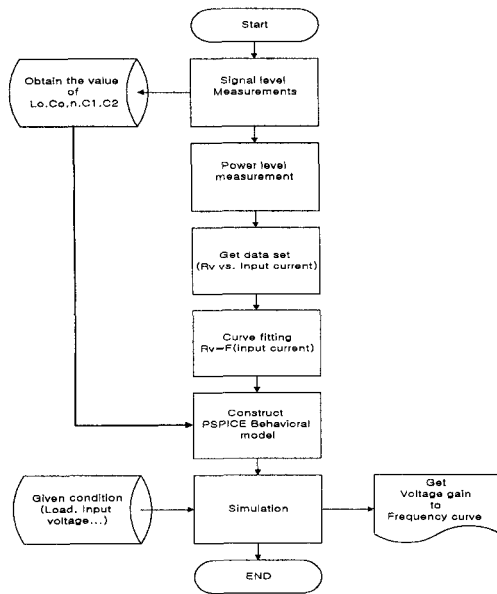 Start
Obtain the value
of
Lo,Co,n,C1,C2
Signal level
Measurements
Power level
measurement
Get data set
(Rv vs. Input current)
Curve fitting
Rv=F(input current)
Construct
PSPICE Behavioral
model
Given condition
(Load, Input
voltage...)
Simulation
Get
Voltage gain
to
Frequency curve
END